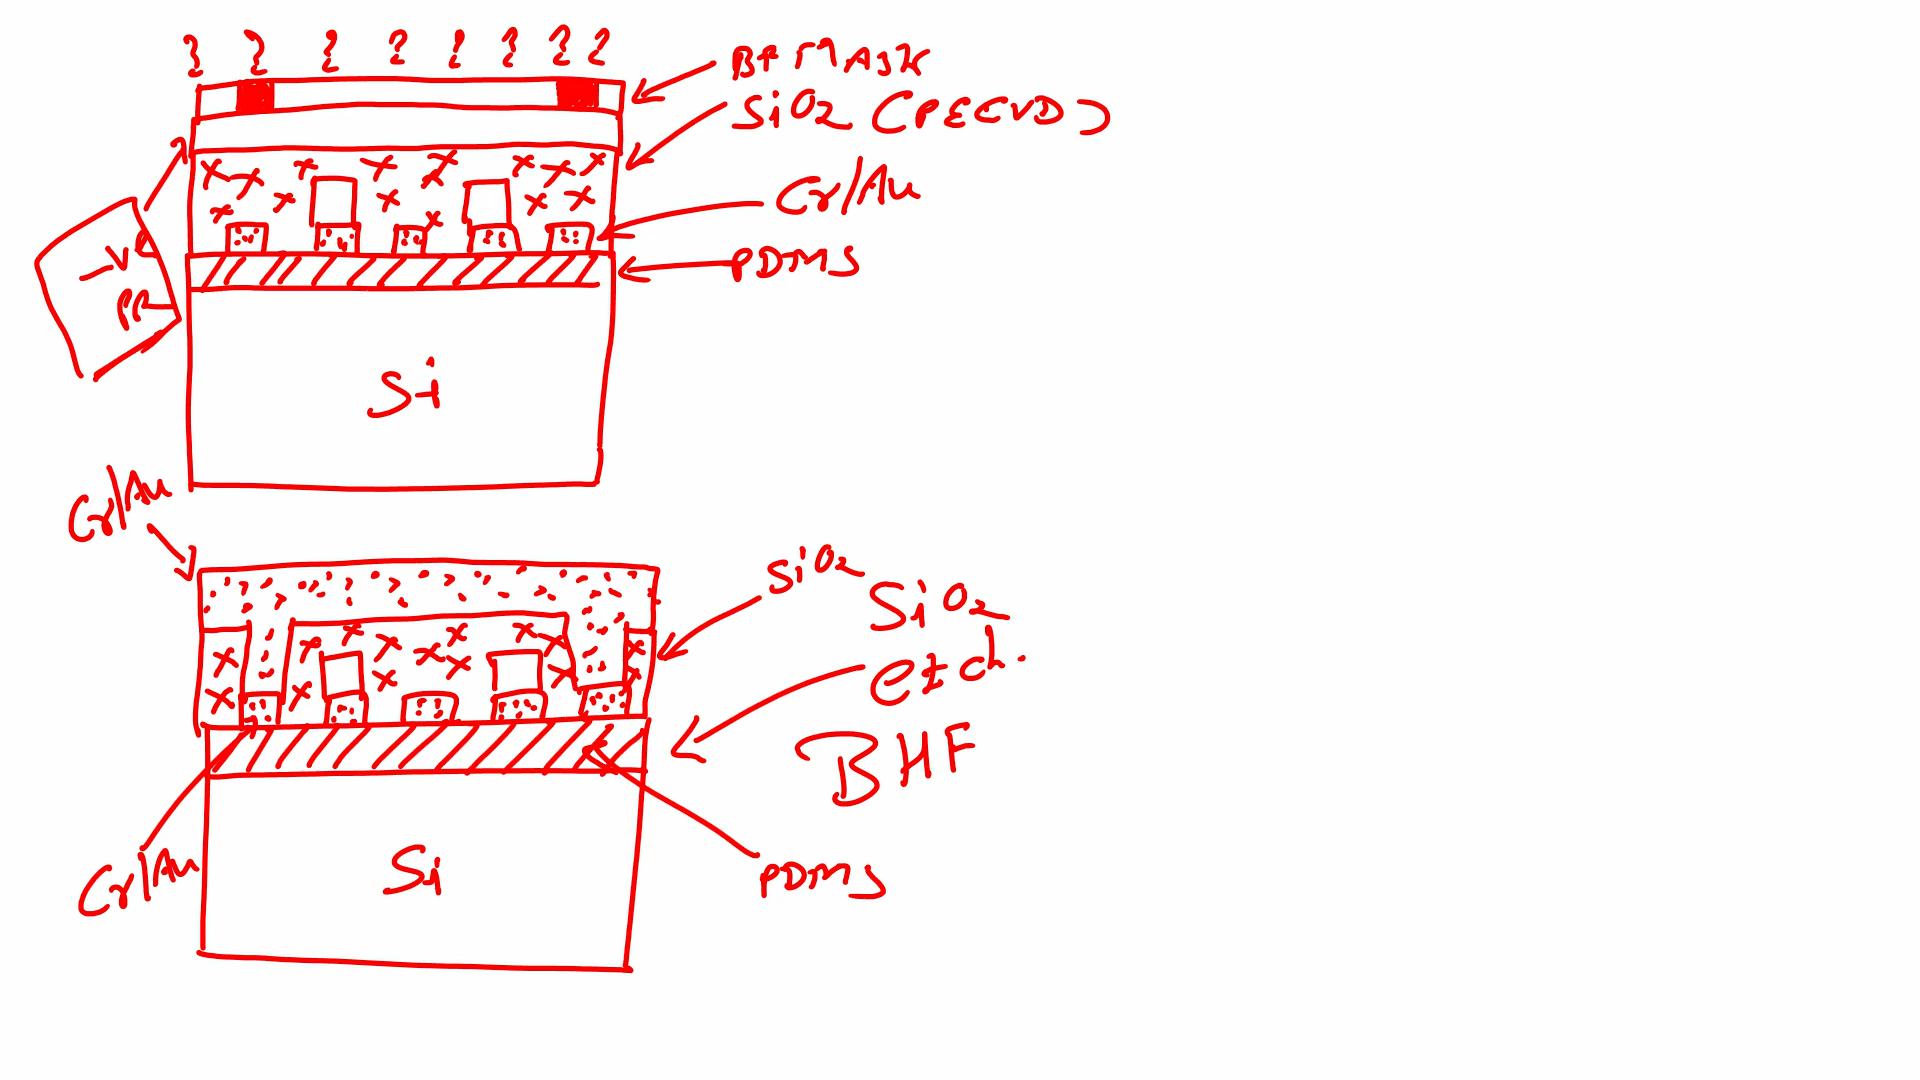 BF MASK
SiO2 (PECVD)
Cr/Au
PDMS
-ve
PR
Si
Cr/Au
SiO2
SiO2
etch.
BHF
Si
Cr/Au
PDMS